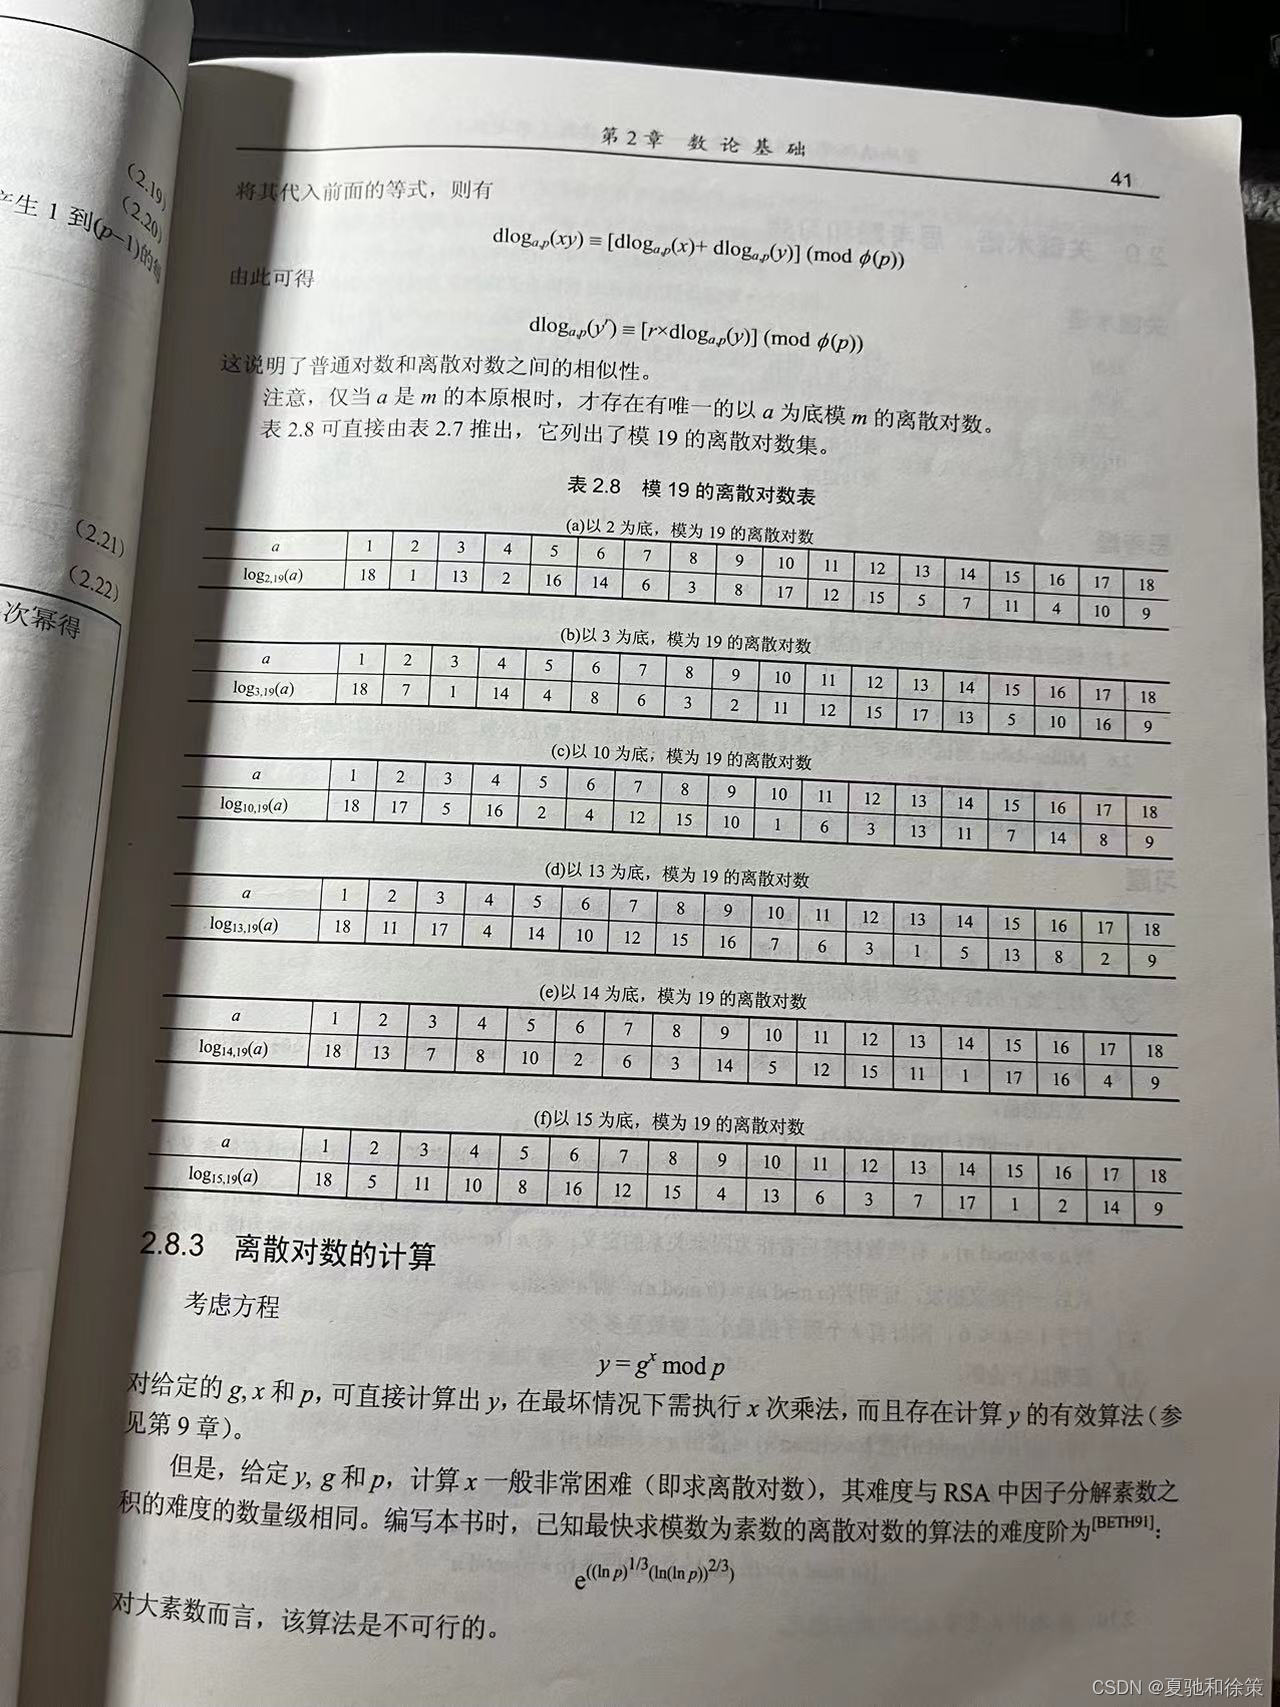 (2.19)
(2.20)
产生 1 到(p−1)的每
(2.21)
(2.22)
次幂得
第 2 章 数 论 基 础
41
将其代入前面的等式，则有
dlog_{a,p}(xy) ≡ [dlog_{a,p}(x)+ dlog_{a,p}(y)] (mod ϕ(p))
由此可得
dlog_{a,p}(y^r) ≡ [r×dlog_{a,p}(y)] (mod ϕ(p))
这说明了普通对数和离散对数之间的相似性。
注意，仅当 a 是 m 的本原根时，才存在有唯一的以 a 为底模 m 的离散对数。
表 2.8 可直接由表 2.7 推出，它列出了模 19 的离散对数集。
表 2.8 模 19 的离散对数表
(a)以 2 为底，模为 19 的离散对数
a 1 2 3 4 5 6 7 8 9 10 11 12 13 14 15 16 17 18
log_{2,19}(a) 18 1 13 2 16 14 6 3 8 17 12 15 5 7 11 4 10 9
(b)以 3 为底，模为 19 的离散对数
a 1 2 3 4 5 6 7 8 9 10 11 12 13 14 15 16 17 18
log_{3,19}(a) 18 7 1 14 4 8 6 3 2 11 12 15 17 13 5 10 16 9
(c)以 10 为底，模为 19 的离散对数
a 1 2 3 4 5 6 7 8 9 10 11 12 13 14 15 16 17 18
log_{10,19}(a) 18 17 5 16 2 4 12 15 10 1 6 3 13 11 7 14 8 9
(d)以 13 为底，模为 19 的离散对数
a 1 2 3 4 5 6 7 8 9 10 11 12 13 14 15 16 17 18
log_{13,19}(a) 18 11 17 4 14 10 12 15 16 7 6 3 1 5 13 8 2 9
(e)以 14 为底，模为 19 的离散对数
a 1 2 3 4 5 6 7 8 9 10 11 12 13 14 15 16 17 18
log_{14,19}(a) 18 13 7 8 10 2 6 3 14 5 12 15 11 1 17 16 4 9
(f)以 15 为底，模为 19 的离散对数
a 1 2 3 4 5 6 7 8 9 10 11 12 13 14 15 16 17 18
log_{15,19}(a) 18 5 11 10 8 16 12 15 4 13 6 3 7 17 1 2 14 9
2.8.3 离散对数的计算
考虑方程
y = g^x mod p
对给定的 g, x 和 p，可直接计算出 y，在最坏情况下需执行 x 次乘法，而且存在计算 y 的有效算法（参
见第 9 章）。
但是，给定 y, g 和 p，计算 x 一般非常困难（即求离散对数），其难度与 RSA 中因子分解素数之
积的难度的数量级相同。编写本书时，已知最快求模数为素数的离散对数的算法的难度阶为[BETH91]：
e^{((ln p)^{1/3}(ln(ln p))^{2/3})}
对大素数而言，该算法是不可行的。
CSDN @夏驰和徐策